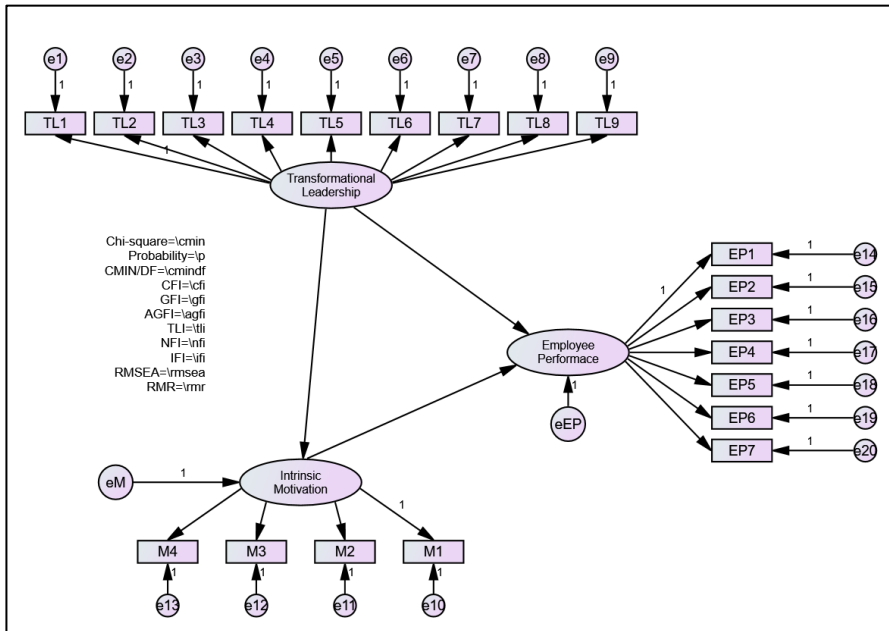 e1 e2 e3 e4 e5 e6 e7 e8 e9
1 1 1 1 1 1 1 1 1
TL1 TL2 TL3 TL4 TL5 TL6 TL7 TL8 TL9
1
Transformational
Leadership
Chi-square=\cmin
Probability=\p
CMIN/DF=\cmindf
CFI=\cfi
GFI=\gfi
AGFI=\agfi
TLI=\tli
NFI=\nfi
IFI=\ifi
RMSEA=\rmsea
RMR=\rmr
1
EP1 1 e14
EP2 1 e15
EP3 1 e16
EP4 1 e17
EP5 1 e18
EP6 1 e19
EP7 1 e20
Employee
Performace
1
eEP
eM 1
Intrinsic
Motivation
1
M4 M3 M2 M1
1 1 1 1
e13 e12 e11 e10